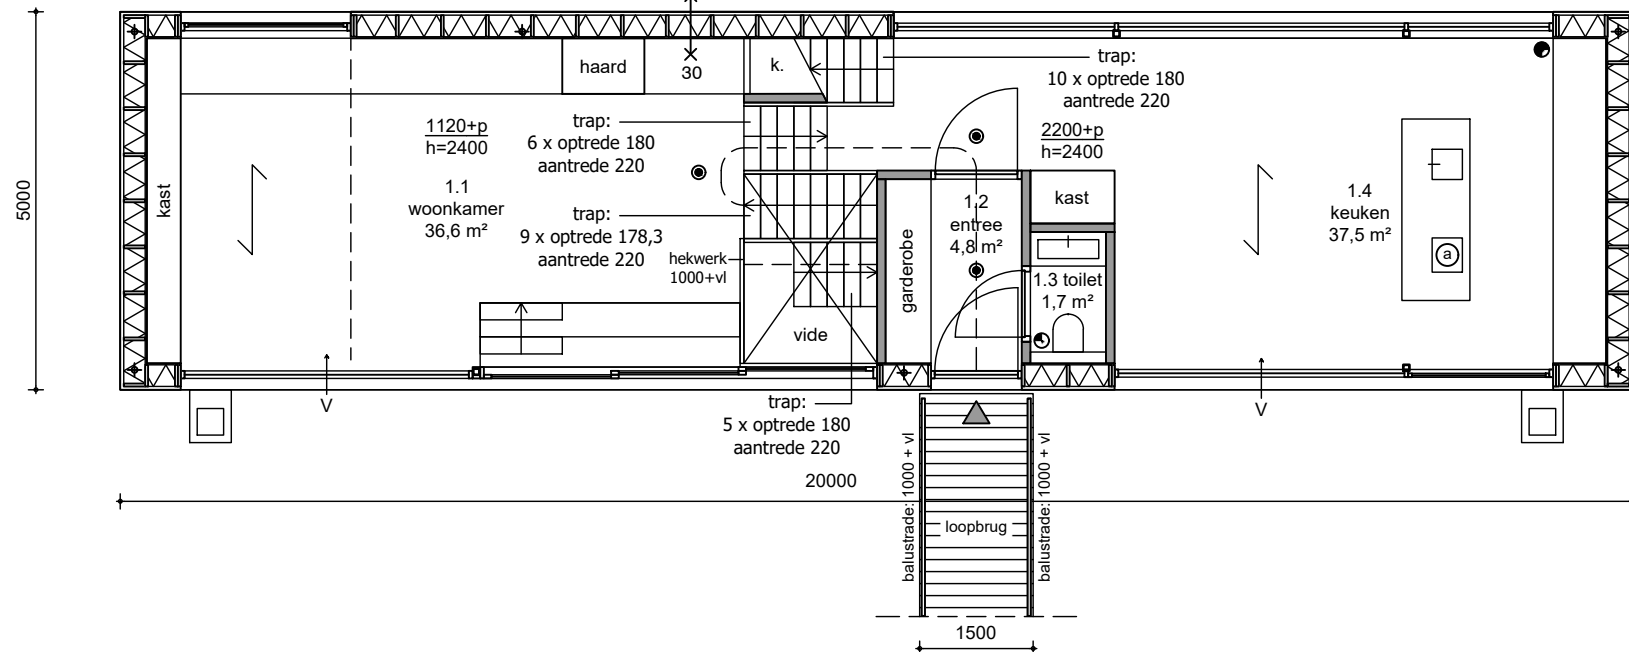 haard
30
k.
trap:
10 x optrede 180
aantrede 220
1120+p
h=2400
trap:
6 x optrede 180
aantrede 220
2200+p
h=2400
5000
kast
1.1
woonkamer
36,6 m²
trap:
9 x optrede 178,3
aantrede 220
hekwerk
1000+vl
garderobe
1.2
entree
4,8 m²
kast
1.3 toilet
1,7 m²
1.4
keuken
37,5 m²
a
vide
V
V
trap:
5 x optrede 180
aantrede 220
20000
balustrade: 1000 + vl
loopbrug
balustrade: 1000 + vl
1500